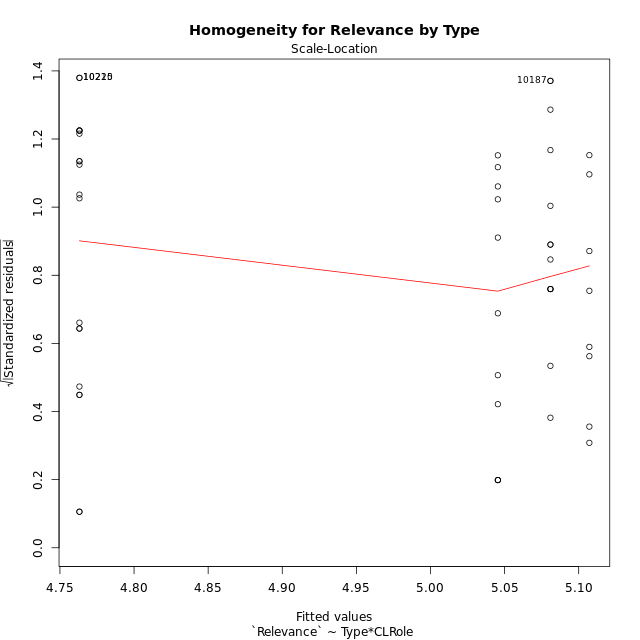 Homogeneity for Relevance by Type
Scale-Location
√|Standardized residuals|
1.4
1.2
1.0
0.8
0.6
0.4
0.2
0.0
10187
4.75 4.80 4.85 4.90 4.95 5.00 5.05 5.10
Fitted values
`Relevance` ~ Type*CLRole